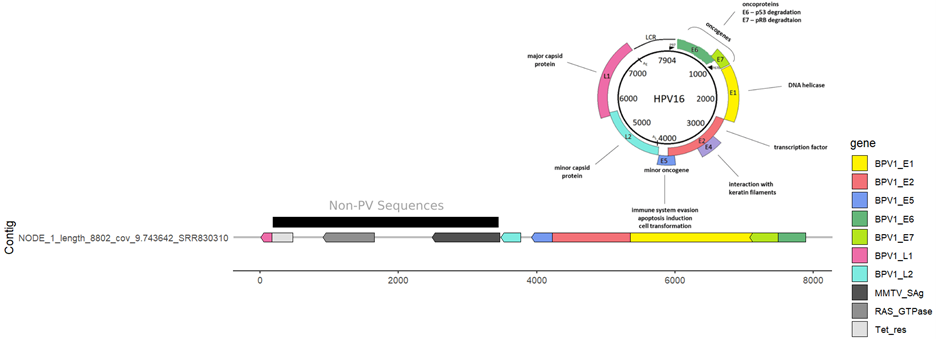 oncoproteins
E6 – p53 degradation
E7 – pRB degradtaion
oncogenes
LCR
major capsid
protein
DNA helicase
transcription factor
interaction with
keratin filaments
minor capsid
protein
minor oncogene
immune system evasion
apoptosis induction
cell transformation
HPV16
7904
1000
2000
3000
4000
5000
6000
7000
E6
E7
E1
E2
E4
E5
L2
L1
Non-PV Sequences
Contig
NODE_1_length_8802_cov_9.743642_SRR830310
0
2000
4000
6000
8000
gene
BPV1_E1
BPV1_E2
BPV1_E5
BPV1_E6
BPV1_E7
BPV1_L1
BPV1_L2
MMTV_SAg
RAS_GTPase
Tet_res